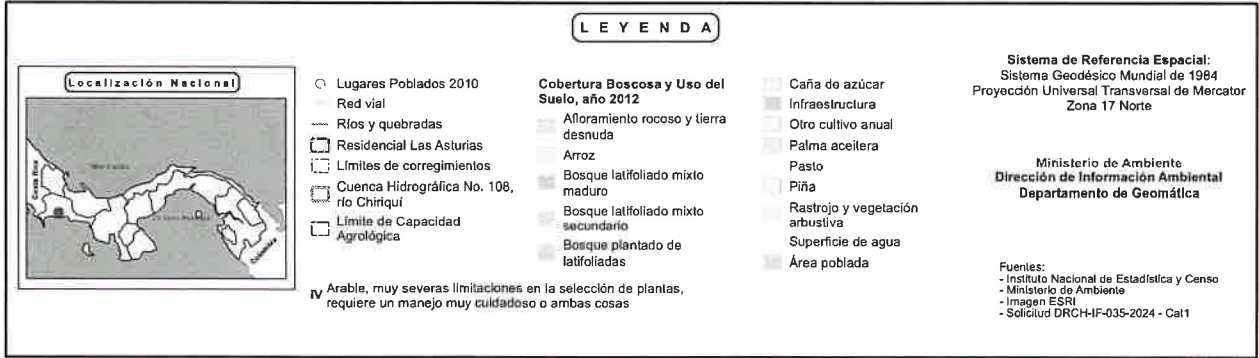 LEYENDA
Localización Nacional
Costa Rica
Colombia
Lugares Poblados 2010
Red vial
Ríos y quebradas
Residencial Las Asturias
Límites de corregimientos
Cuenca Hidrográfica No. 108,
río Chiriquí
Límite de Capacidad
Agrológica
IV Arable, muy severas limitaciones en la selección de plantas,
requiere un manejo muy cuidadoso o ambas cosas
Cobertura Boscosa y Uso del
Suelo, año 2012
Afloramiento rocoso y tierra
desnuda
Arroz
Bosque latifoliado mixto
maduro
Bosque latifoliado mixto
secundario
Bosque plantado de
latifoliadas
Caña de azúcar
Infraestructura
Otro cultivo anual
Palma aceitera
Pasto
Piña
Rastrojo y vegetación
arbustiva
Superficie de agua
Área poblada
Sistema de Referencia Espacial:
Sistema Geodésico Mundial de 1984
Proyección Universal Transversal de Mercator
Zona 17 Norte
Ministerio de Ambiente
Dirección de Información Ambiental
Departamento de Geomática
Fuentes:
- Instituto Nacional de Estadística y Censo
- Ministerio de Ambiente
- Imagen ESRI
- Solicitud DRCH-IF-035-2024 - Cat1